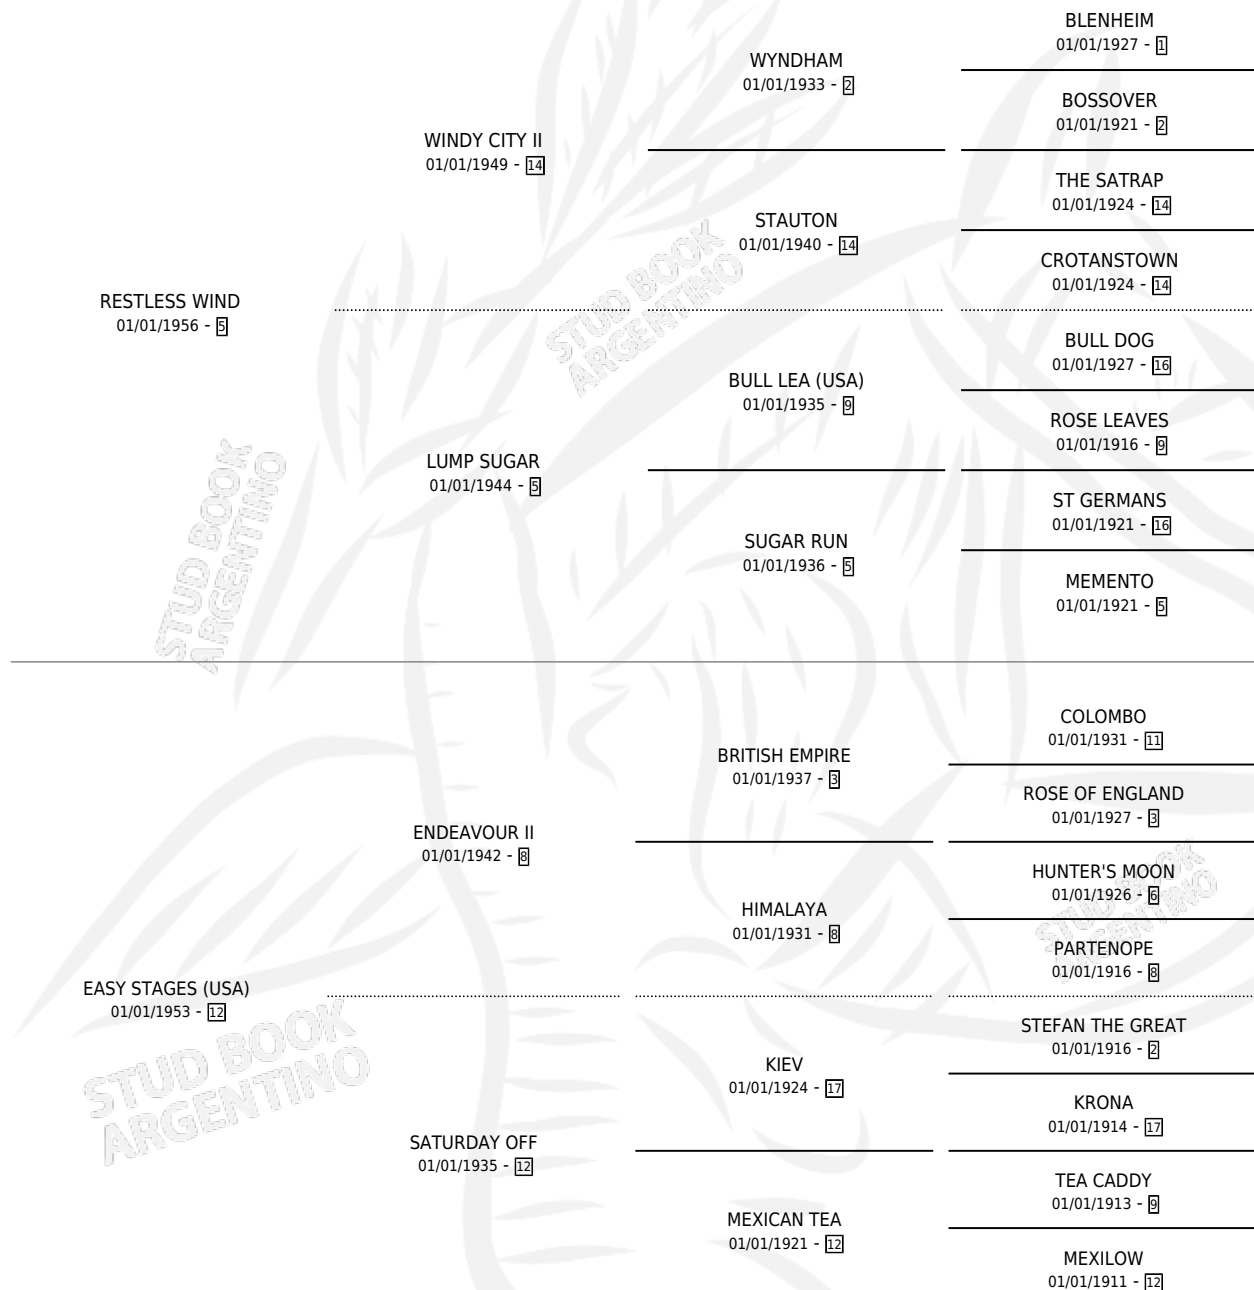 BLENHEIM
01/01/1927 - 1
WYNDHAM
01/01/1933 - 2
BOSSOVER
01/01/1921 - 2
WINDY CITY II
01/01/1949 - 14
THE SATRAP
01/01/1924 - 14
STAUTON
01/01/1940 - 14
CROTANSTOWN
01/01/1924 - 14
RESTLESS WIND
01/01/1956 - 5
BULL DOG
01/01/1927 - 16
BULL LEA (USA)
01/01/1935 - 9
ROSE LEAVES
01/01/1916 - 9
LUMP SUGAR
01/01/1944 - 5
ST GERMANS
01/01/1921 - 16
SUGAR RUN
01/01/1936 - 5
MEMENTO
01/01/1921 - 5
COLOMBO
01/01/1931 - 11
BRITISH EMPIRE
01/01/1937 - 3
ROSE OF ENGLAND
01/01/1927 - 3
ENDEAVOUR II
01/01/1942 - 8
HUNTER'S MOON
01/01/1926 - 6
HIMALAYA
01/01/1931 - 8
PARTENOPE
01/01/1916 - 8
EASY STAGES (USA)
01/01/1953 - 12
STEFAN THE GREAT
01/01/1916 - 2
KIEV
01/01/1924 - 17
KRONA
01/01/1914 - 17
SATURDAY OFF
01/01/1935 - 12
TEA CADDY
01/01/1913 - 9
MEXICAN TEA
01/01/1921 - 12
MEXILOW
01/01/1911 - 12
STUD BOOK
ARGENTINO
STUD BOOK
ARGENTINO
STUD BOOK
ARGENTINO
STUD BOOK
ARGENTINO